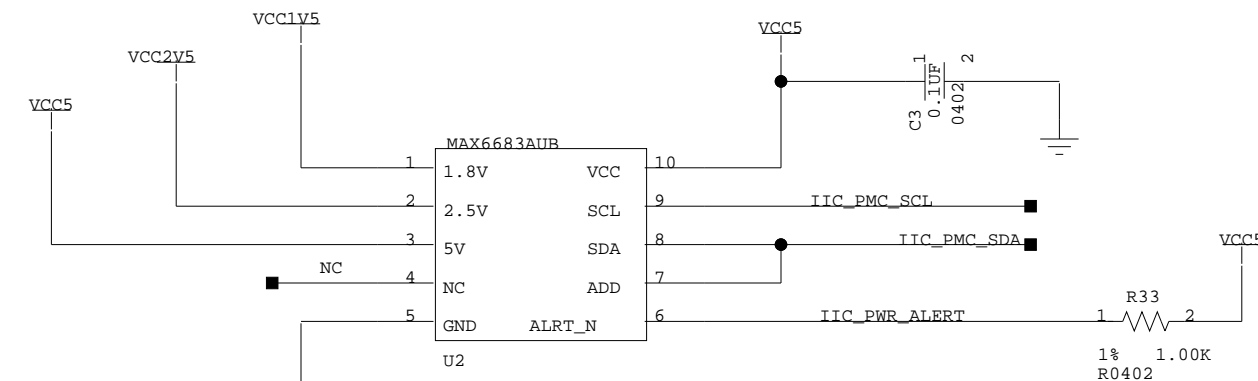 VCC1V5
VCC5
VCC2V5
VCC5
1
2
C3
0.1UF
0402
MAX6683AUB
1
1.8V
VCC
10
2
2.5V
SCL
9
IIC_PMC_SCL
3
5V
SDA
8
IIC_PMC_SDA
VCC5
NC
4
NC
ADD
7
R33
5
GND
ALRT_N
6
IIC_PWR_ALERT
1
2
U2
1%
1.00K
R0402